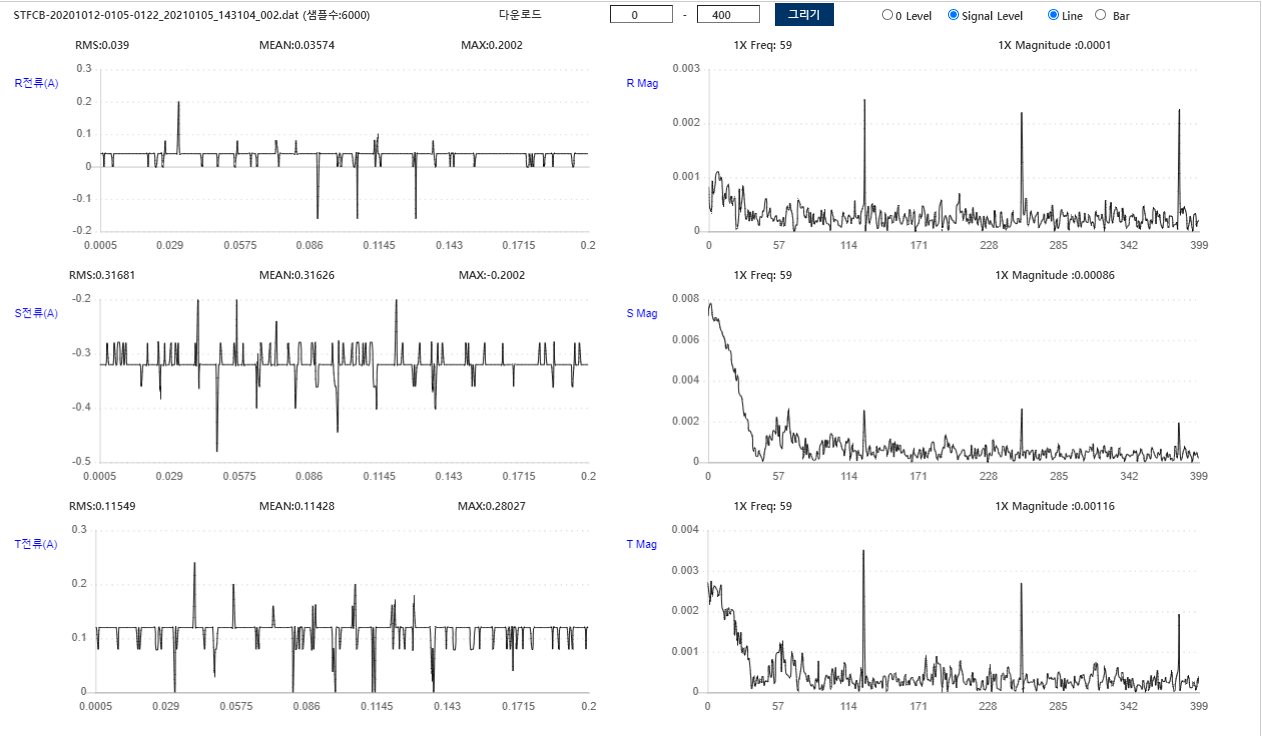 STFCB-20201012-0105-0122_20210105_143104_002.dat (샘플수:6000) 다운로드 0 - 400 그리기 0 Level Signal Level Line Bar
RMS:0.039 MEAN:0.03574 MAX:0.2002 1X Freq: 59 1X Magnitude :0.0001
R전류(A)
0.3
0.2
0.1
0
-0.1
-0.2
0.0005 0.029 0.0575 0.086 0.1145 0.143 0.1715 0.2
R Mag
0.003
0.002
0.001
0
0 57 114 171 228 285 342 399
RMS:0.31681 MEAN:0.31626 MAX:-0.2002 1X Freq: 59 1X Magnitude :0.00086
S전류(A)
-0.2
-0.3
-0.4
-0.5
0.0005 0.029 0.0575 0.086 0.1145 0.143 0.1715 0.2
S Mag
0.008
0.006
0.004
0.002
0
0 57 114 171 228 285 342 399
RMS:0.11549 MEAN:0.11428 MAX:0.28027 1X Freq: 59 1X Magnitude :0.00116
T전류(A)
0.3
0.2
0.1
0
0.0005 0.029 0.0575 0.086 0.1145 0.143 0.1715 0.2
T Mag
0.004
0.003
0.002
0.001
0
0 57 114 171 228 285 342 399